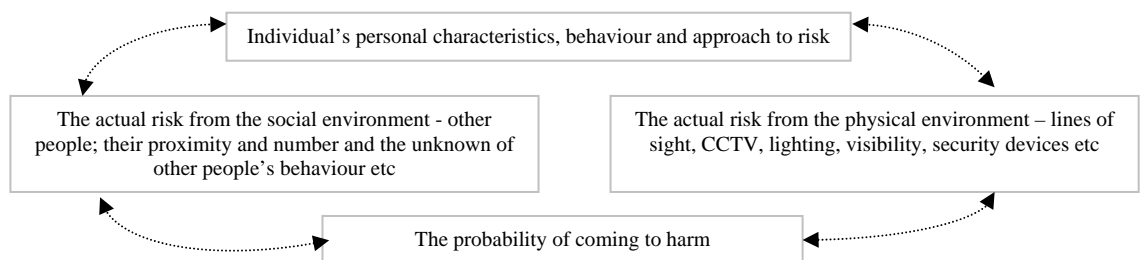 Individual’s personal characteristics, behaviour and approach to risk
The actual risk from the social environment - other
people; their proximity and number and the unknown of
other people’s behaviour etc
The actual risk from the physical environment – lines of
sight, CCTV, lighting, visibility, security devices etc
The probability of coming to harm